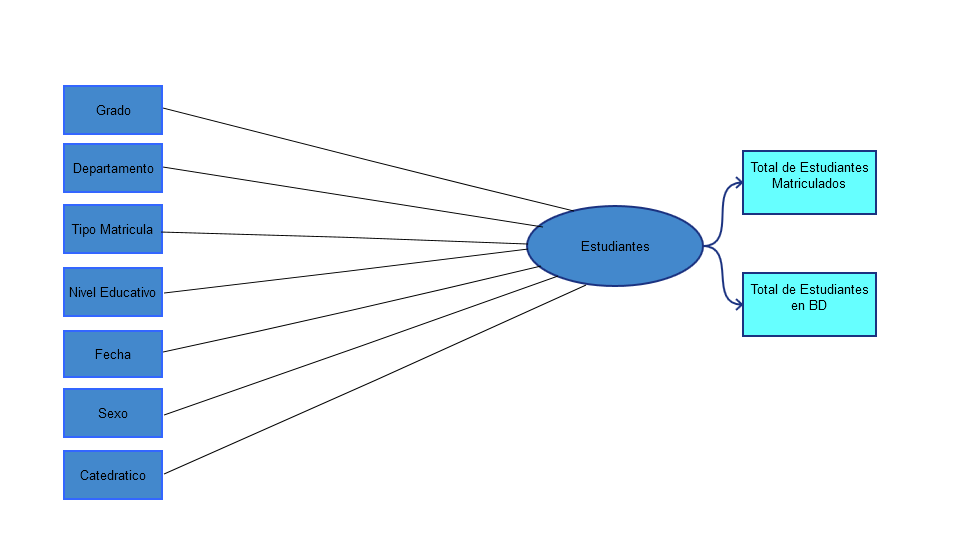 Grado
Departamento
Tipo Matricula
Nivel Educativo
Fecha
Sexo
Catedratico
Estudiantes
Total de Estudiantes
Matriculados
Total de Estudiantes
en BD